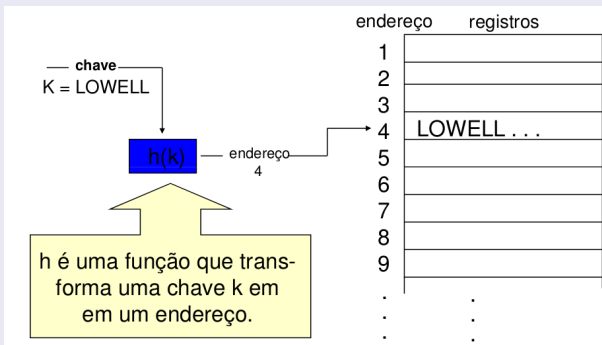 endereço registros
chave
K = LOWELL
h(k)
endereço
4
1
2
3
4 LOWELL . . .
5
6
7
8
9
. .
. .
. .
h é uma função que trans-
forma uma chave k em
em um endereço.